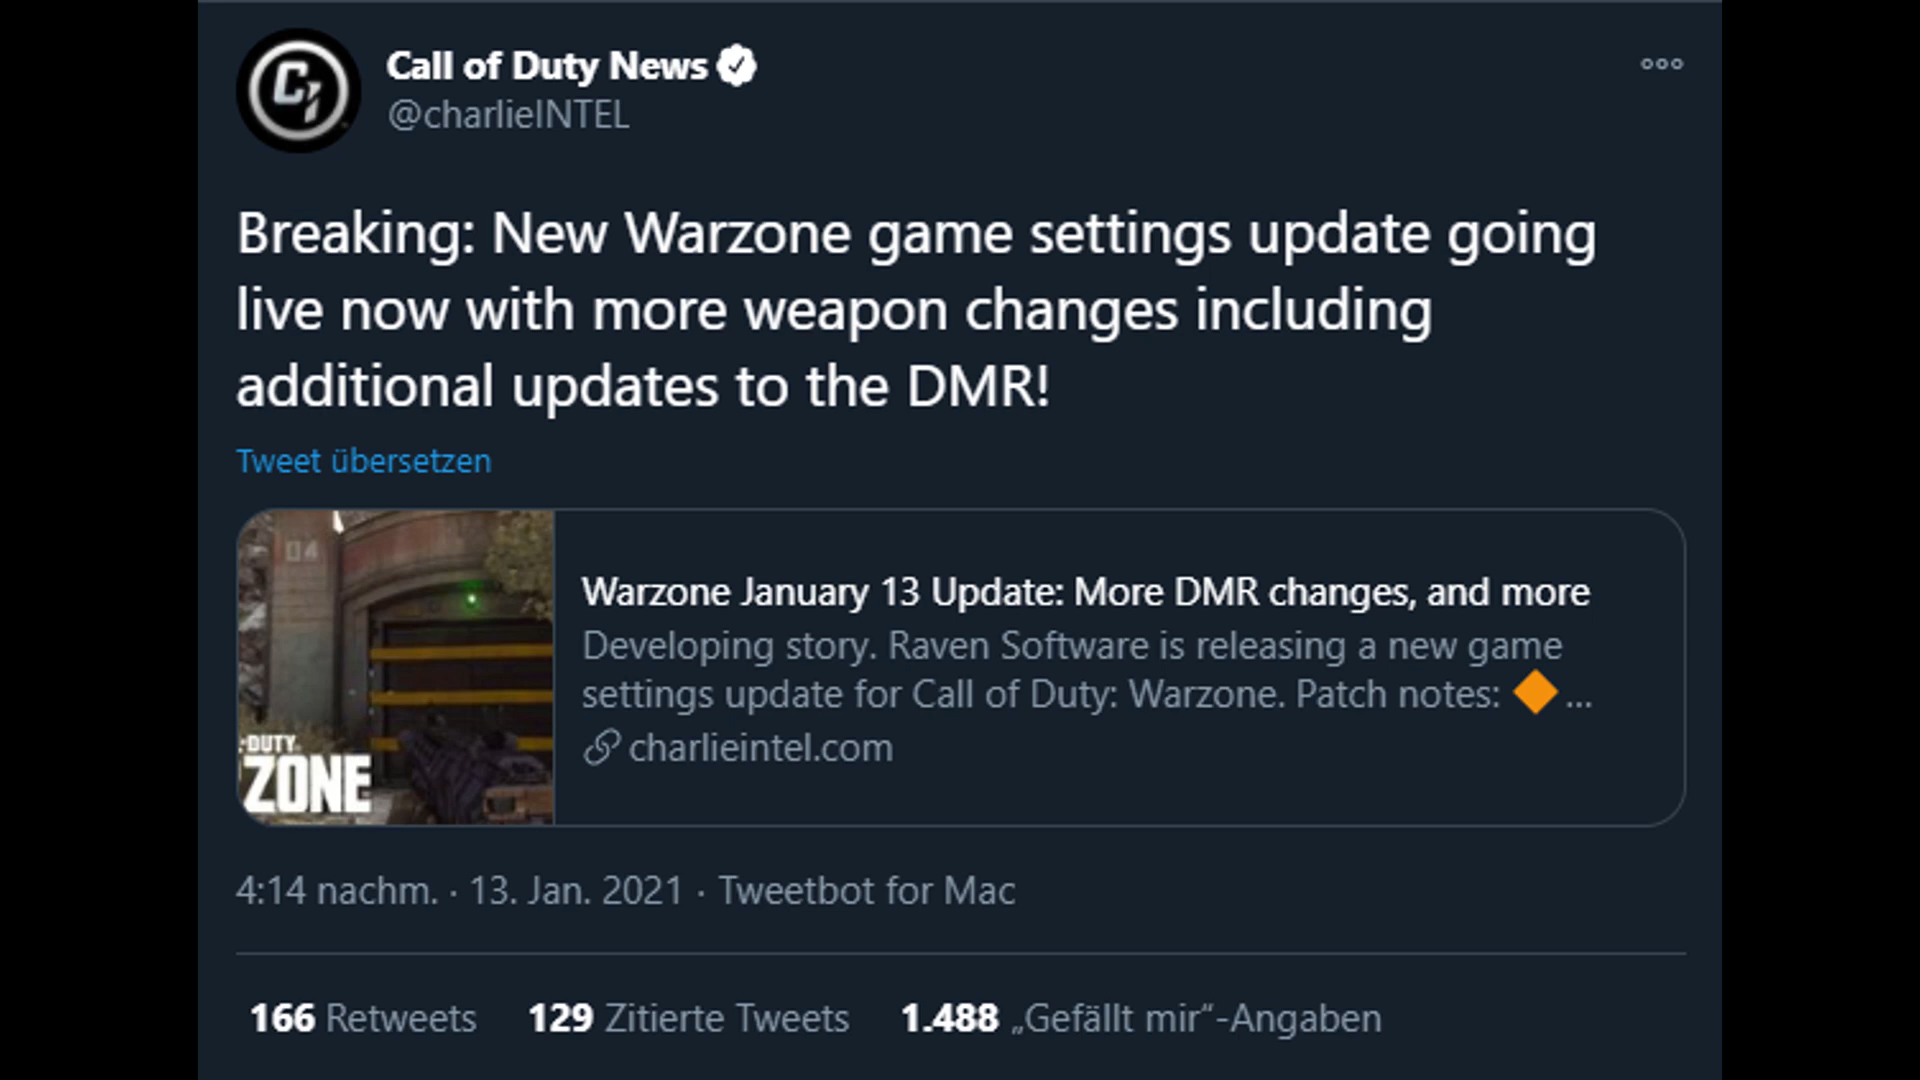 Call of Duty News
@charlieINTEL
Breaking: New Warzone game settings update going
live now with more weapon changes including
additional updates to the DMR!
Tweet übersetzen
04
DUTY
ZONE
Warzone January 13 Update: More DMR changes, and more
Developing story. Raven Software is releasing a new game
settings update for Call of Duty: Warzone. Patch notes: 🔶...
charlieintel.com
4:14 nachm. · 13. Jan. 2021 · Tweetbot for Mac
166 Retweets 129 Zitierte Tweets 1.488 „Gefällt mir“-Angaben